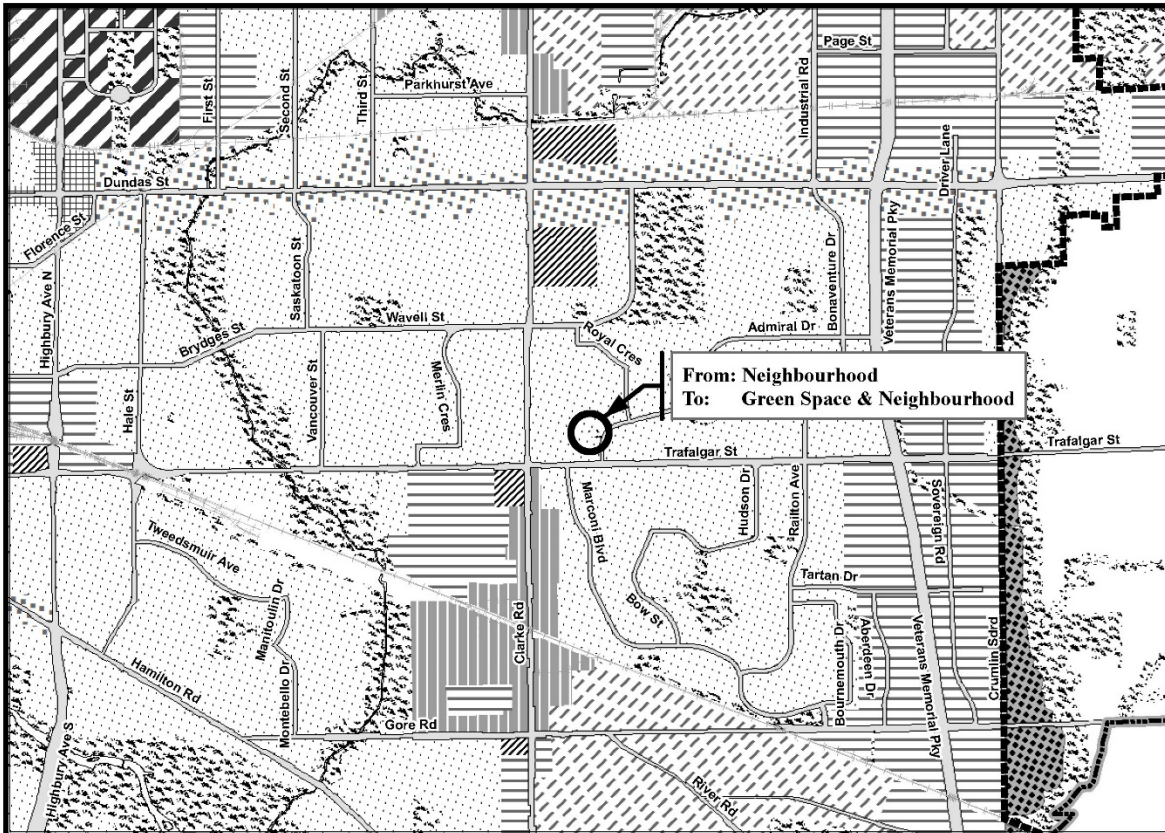 Page St
First St
Second St
Third St
Parkhurst Ave
Industrial Rd
Driver Lane
Dundas St
Florence St
Highbury Ave N
Saskatoon St
Bonaventure Dr
Veterans Memorial Pky
Wavell St
Brydges St
Royal Cres
Admiral Dr
Hale St
Vancouver St
Merlin Cres
From: Neighbourhood
To: Green Space & Neighbourhood
Trafalgar St
Trafalgar St
Marconi Blvd
Hudson Dr
Railton Ave
Sovereign Rd
Tweedsmuir Ave
Manitoulin Dr
Bow St
Tartan Dr
Clarke Rd
Hamilton Rd
Montebello Dr
Bournemouth Dr
Aberdeen Dr
Veterans Memorial Pky
Crumlin Sdrd
Gore Rd
Highbury Ave S
River Rd